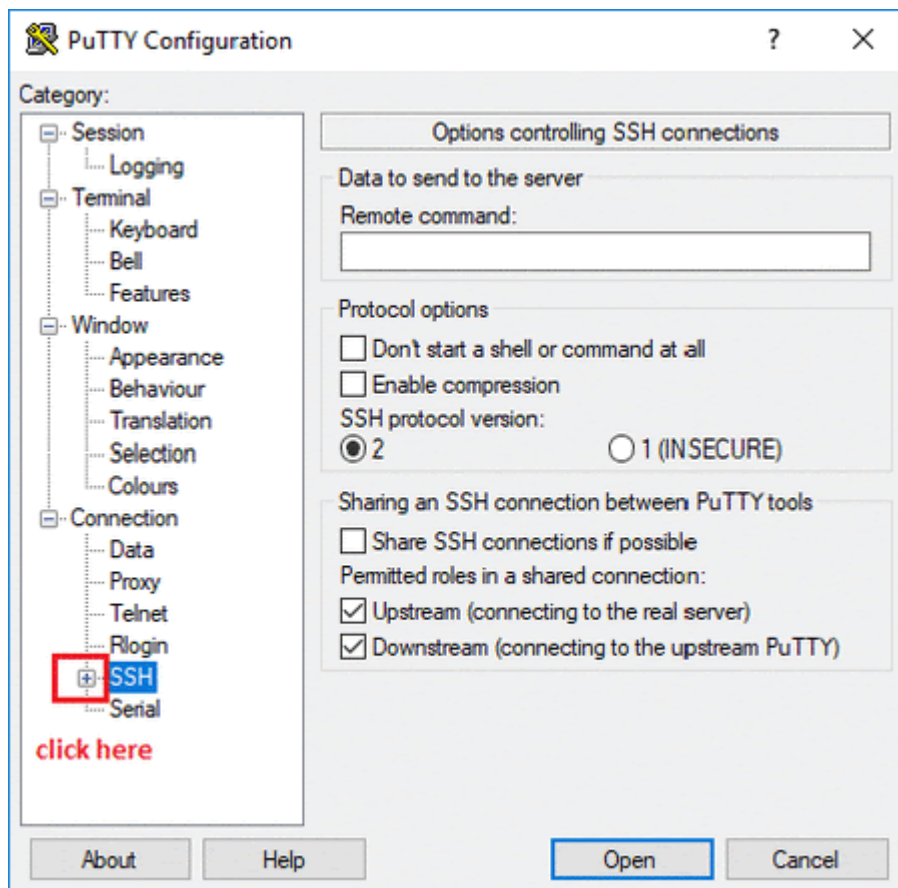 PuTTY Configuration
?
Category:
Session
Logging
Terminal
Keyboard
Bell
Features
Window
Appearance
Behaviour
Translation
Selection
Colours
Connection
Data
Proxy
Telnet
Rlogin
SSH
Serial
click here
Options controlling SSH connections
Data to send to the server
Remote command:
Protocol options
Don't start a shell or command at all
Enable compression
SSH protocol version:
2 1 (INSECURE)
Sharing an SSH connection between PuTTY tools
Share SSH connections if possible
Permitted roles in a shared connection:
Upstream (connecting to the real server)
Downstream (connecting to the upstream PuTTY)
About Help Open Cancel